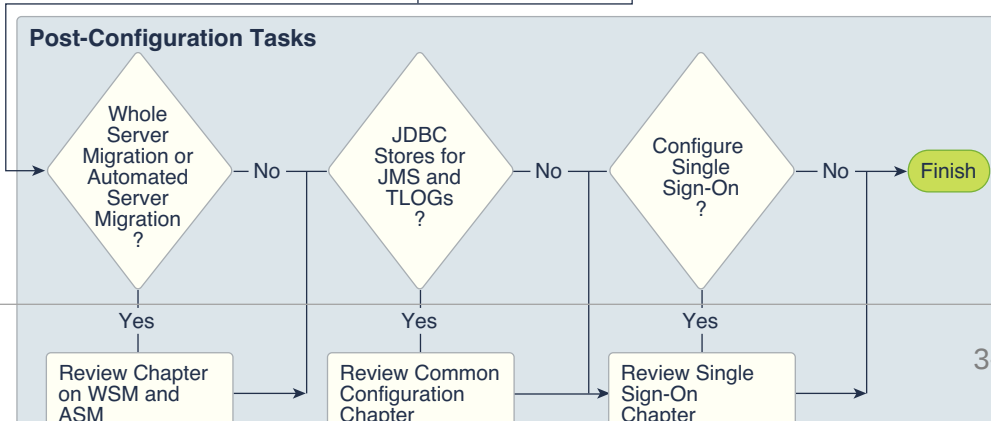 Post-Configuration Tasks
Whole
Server
Migration or
Automated
Server
Migration
?
No
JDBC
Stores for
JMS and
TLOGs
?
No
Configure
Single
Sign-On
?
No
Finish
Yes
Yes
Yes
Review Chapter
on WSM and
ASM
Review Common
Configuration
Chapter
Review Single
Sign-On
Chapter
3